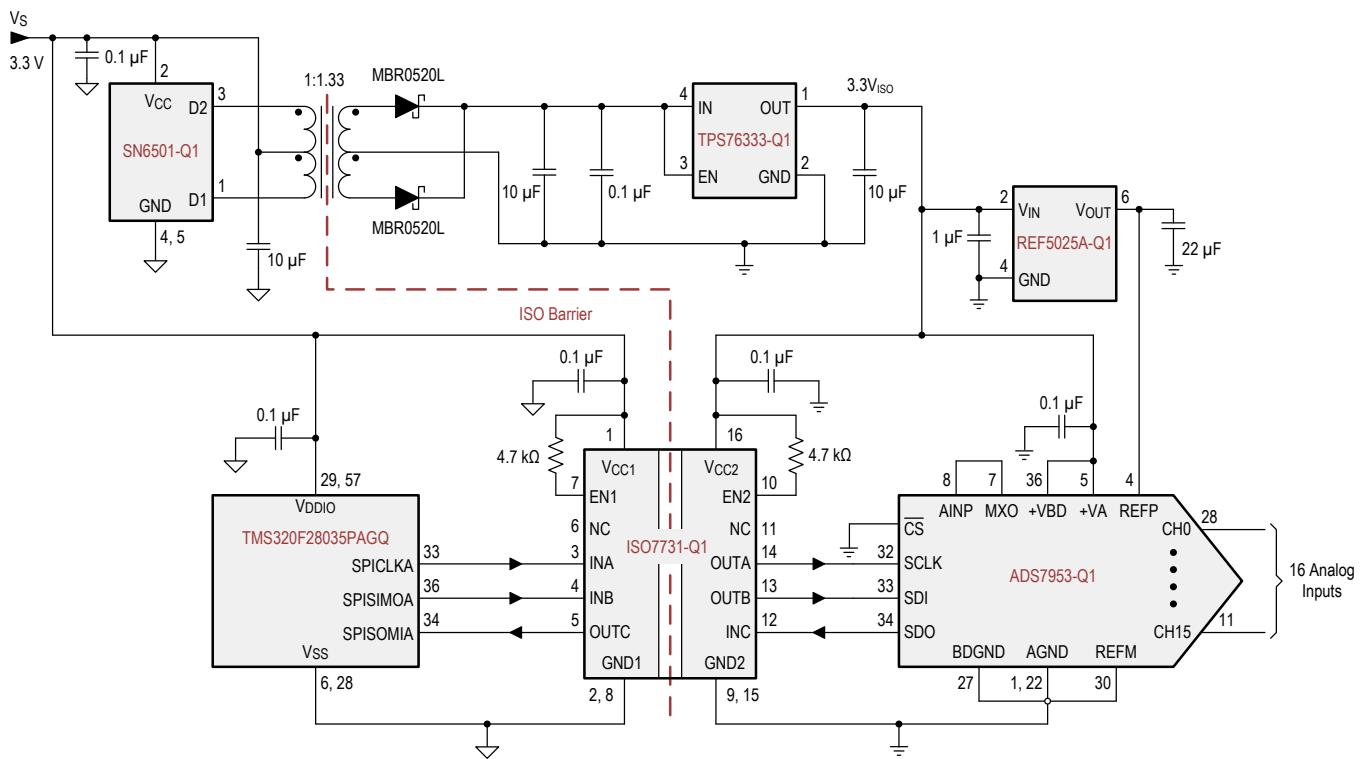 VS
3.3 V
0.1 µF
2
VCC
D2
3
SN6501-Q1
D1
1
GND
4, 5
10 µF
1:1.33
MBR0520L
MBR0520L
10 µF
0.1 µF
4
IN
OUT
1
TPS76333-Q1
3
EN
GND
2
3.3VISO
10 µF
2
VIN
VOUT
6
REF5025A-Q1
1 µF
4
GND
22 µF
ISO Barrier
0.1 µF
0.1 µF
0.1 µF
0.1 µF
4.7 kΩ
1
16
4.7 kΩ
29, 57
VDDIO
TMS320F28035PAGQ
SPICLKA
33
SPISIMOA
36
SPISOMIA
34
VSS
6, 28
VCC1
7
EN1
6
NC
3
INA
4
INB
5
OUTC
GND1
2, 8
ISO7731-Q1
VCC2
EN2
10
NC
11
OUTA
14
OUTB
13
INC
12
GND2
9, 15
8
7
36
5
4
AINP
MXO
+VBD
+VA
REFP
CS
32
SCLK
33
SDI
34
SDO
ADS7953-Q1
CH0
28
CH15
11
16 Analog
Inputs
BDGND
AGND
REFM
27
1, 22
30